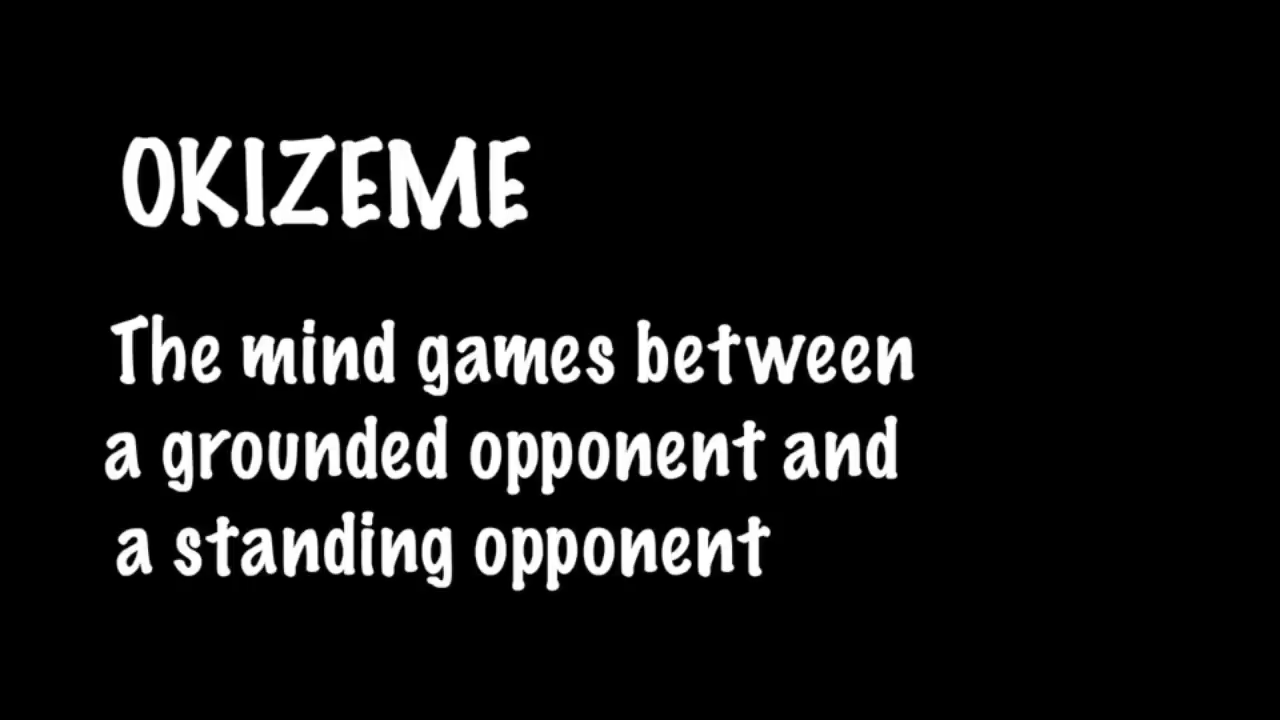 OKIZEME
The mind games between
a grounded opponent and
a standing opponent